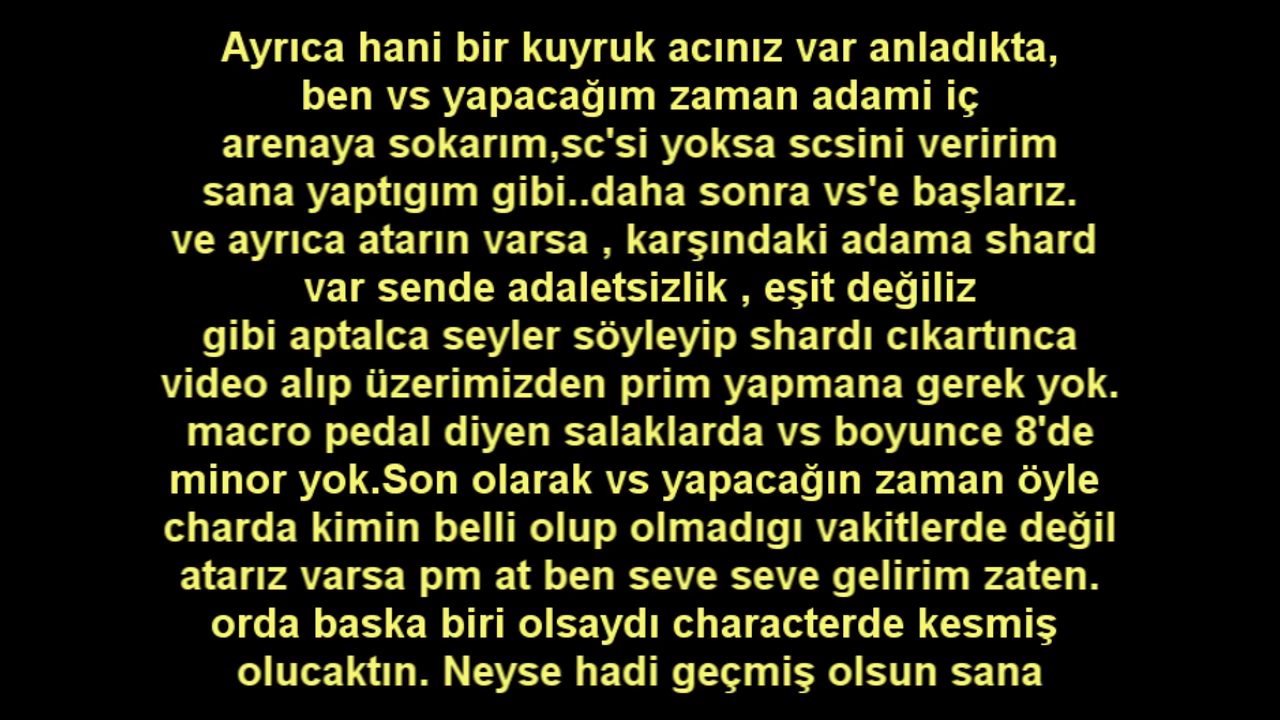 Ayrıca hani bir kuyruk acınız var anladıkta,
ben vs yapacağım zaman adami iç
arenaya sokarım,sc'si yoksa scsini veririm
sana yaptıgım gibi..daha sonra vs'e başlarız.
ve ayrıca atarın varsa , karşındaki adama shard
var sende adaletsizlik , eşit değiliz
gibi aptalca seyler söyleyip shardı cıkartınca
video alıp üzerimizden prim yapmana gerek yok.
macro pedal diyen salaklarda vs boyunce 8'de
minor yok.Son olarak vs yapacağın zaman öyle
charda kimin belli olup olmadıgı vakitlerde değil
atarız varsa pm at ben seve seve gelirim zaten.
orda baska biri olsaydı characterde kesmiş
olucaktın. Neyse hadi geçmiş olsun sana